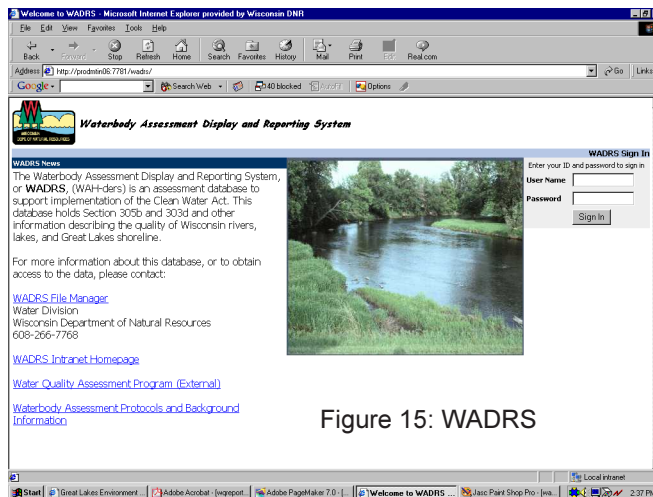 Welcome to WADRS - Microsoft Internet Explorer provided by Wisconsin DNR
File Edit View Favorites Tools Help
Back Forward Stop Refresh Home Search Favorites History Mail Print Edit Real.com
Address http://prodmtin06.7781/wadrs/ Go Links
Google Search Web 40 blocked AutoFill Options
WISCONSIN
DEPT. OF NATURAL RESOURCES
Waterbody Assessment Display and Reporting System
WADRS Sign In
WADRS News
The Waterbody Assessment Display and Reporting System,
or WADRS, (WAH-ders) is an assessment database to
support implementation of the Clean Water Act. This
database holds Section 305b and 303d and other
information describing the quality of Wisconsin rivers,
lakes, and Great Lakes shoreline.
For more information about this database, or to obtain
access to the data, please contact:
WADRS File Manager
Water Division
Wisconsin Department of Natural Resources
608-266-7768
WADRS Intranet Homepage
Water Quality Assessment Program (External)
Waterbody Assessment Protocols and Background
Information
Enter your ID and password to sign in
User Name
Password
Sign In
Figure 15: WADRS
Local intranet
Start Great Lakes Environment ... Adobe Acrobat - [wqreport... Adobe PageMaker 7.0 - [... Welcome to WADRS ... Jasc Paint Shop Pro - [wa... 2:37 PM